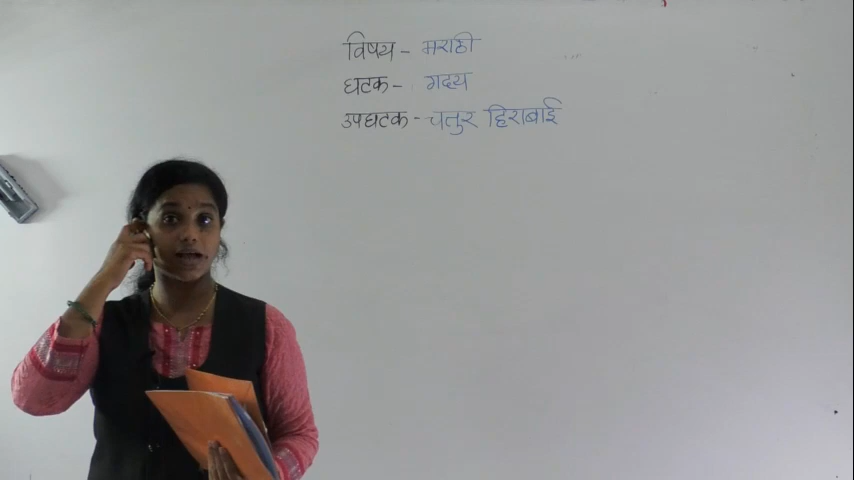 विषय - मराठी
घटक - गद्य
उपघटक - चतुर हिराबाई